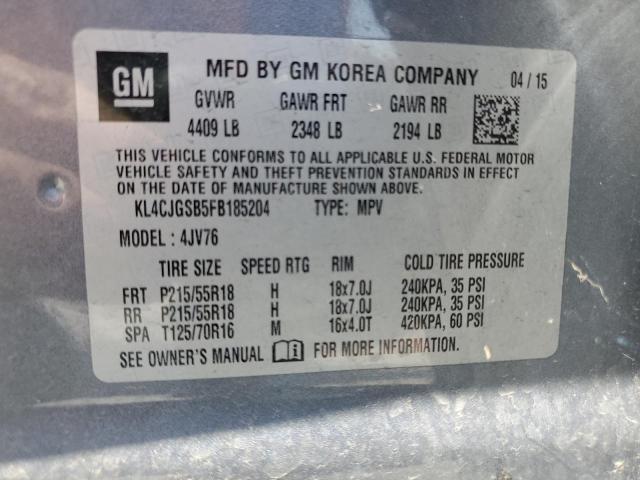 GM MFD BY GM KOREA COMPANY 04 / 15
GVWR GAWR FRT GAWR RR
4409 LB 2348 LB 2194 LB
THIS VEHICLE CONFORMS TO ALL APPLICABLE U.S. FEDERAL MOTOR
VEHICLE SAFETY AND THEFT PREVENTION STANDARDS IN EFFECT
ON THE DATE OF MANUFACTURE SHOWN ABOVE.
KL4CJGSB5FB185204 TYPE: MPV
MODEL: 4JV76
TIRE SIZE SPEED RTG RIM COLD TIRE PRESSURE
FRT P215/55R18 H 18x7.0J 240KPA, 35 PSI
RR P215/55R18 H 18x7.0J 240KPA, 35 PSI
SPA T125/70R16 M 16x4.0T 420KPA, 60 PSI
SEE OWNER'S MANUAL FOR MORE INFORMATION.